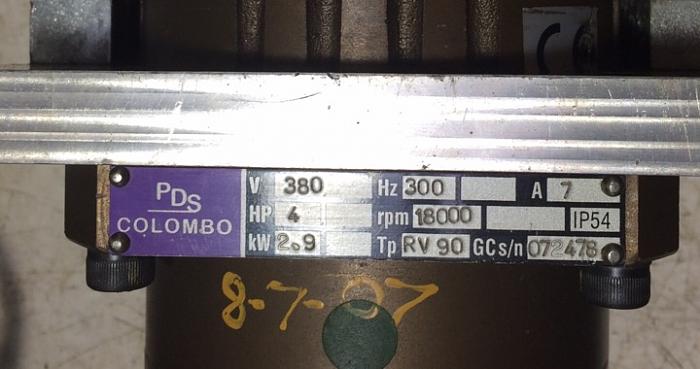 CE
PDS
COLOMBO
V 380 Hz 300 A 7
HP 4 rpm 18000 IP54
kW 2.9 Tp RV 90 GC s/n 072478
8-7-07